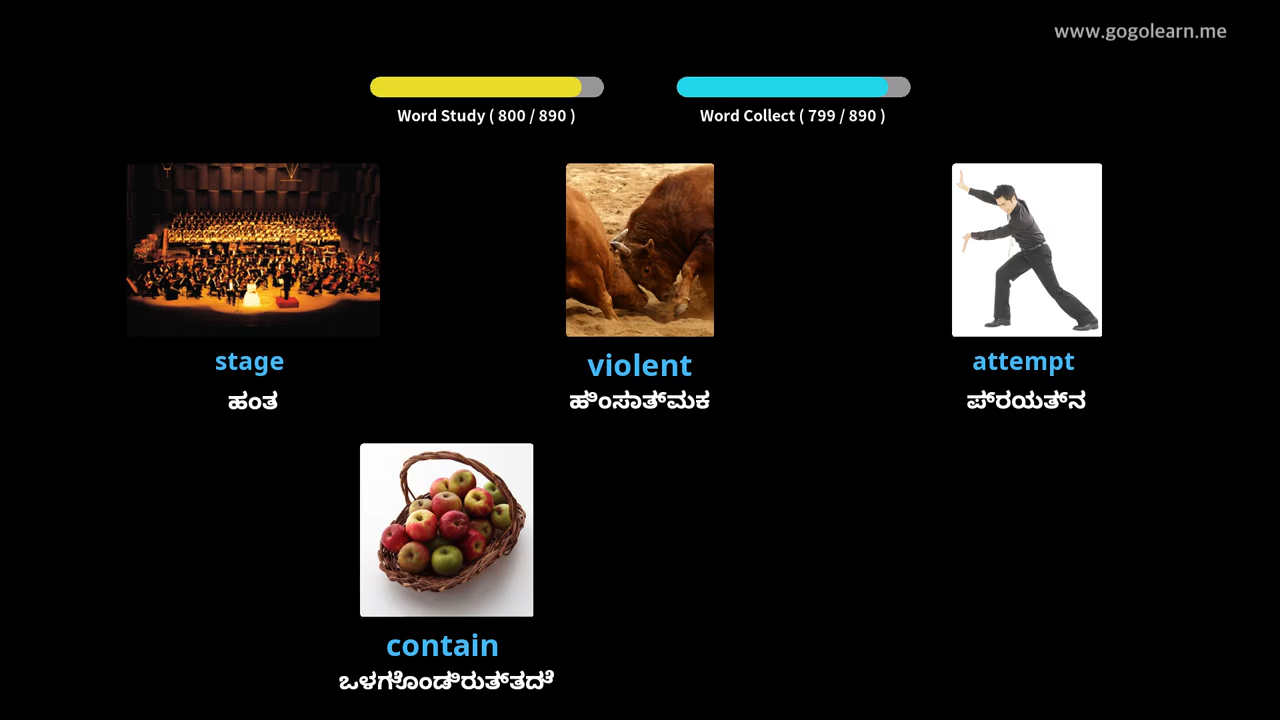 www.gogolearn.me
Word Study ( 800 / 890 )
Word Collect ( 799 / 890 )
stage
violent
attempt
ಹಂತ
ಹಿಂಸಾತ್ಮಕ
ಪ್ರಯತ್ನ
contain
ಒಳಗೊಂಡಿರುತ್ತದೆ